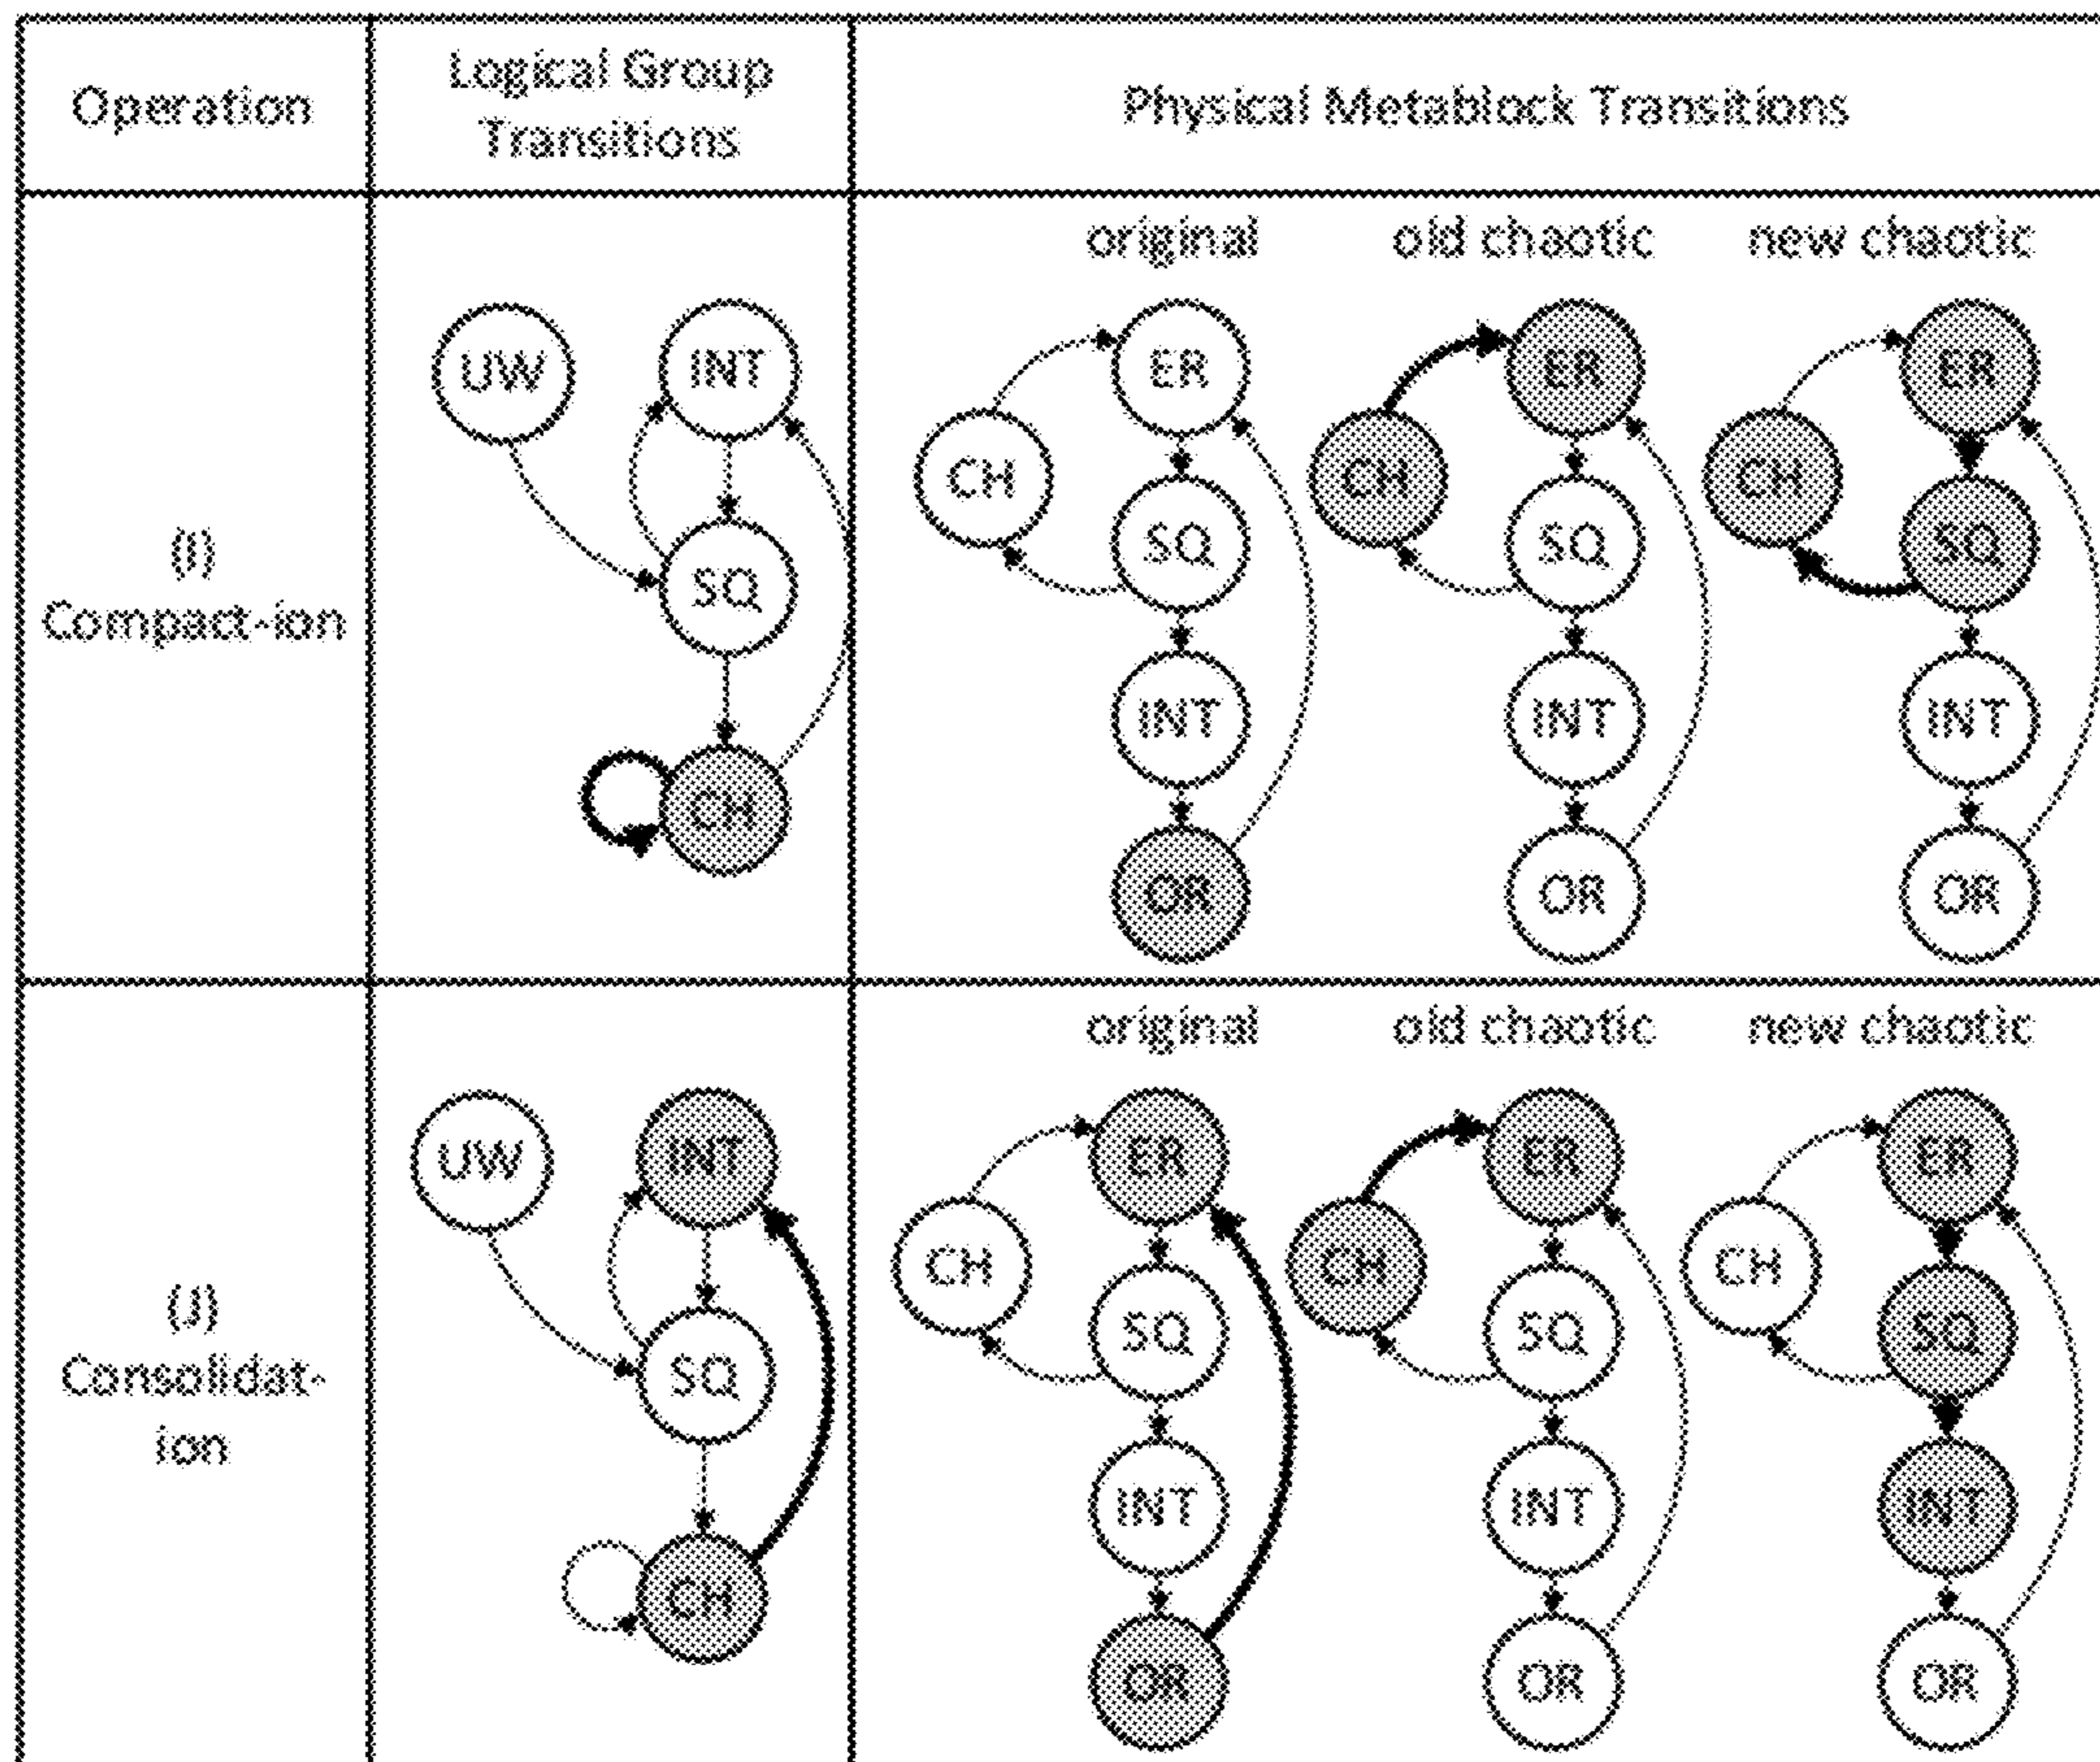 Operation
Logical Group
Transitions
Physical Metablock Transitions
(I)
Compact-ion
UW
INT
SQ
CH
original
ER
CH
SQ
INT
OR
old chaotic
ER
CH
SQ
INT
OR
new chaotic
ER
CH
SQ
INT
OR
(J)
Consolidat-
ion
UW
INT
SQ
CH
original
ER
CH
SQ
INT
OR
old chaotic
ER
CH
SQ
INT
OR
new chaotic
ER
CH
SQ
INT
OR